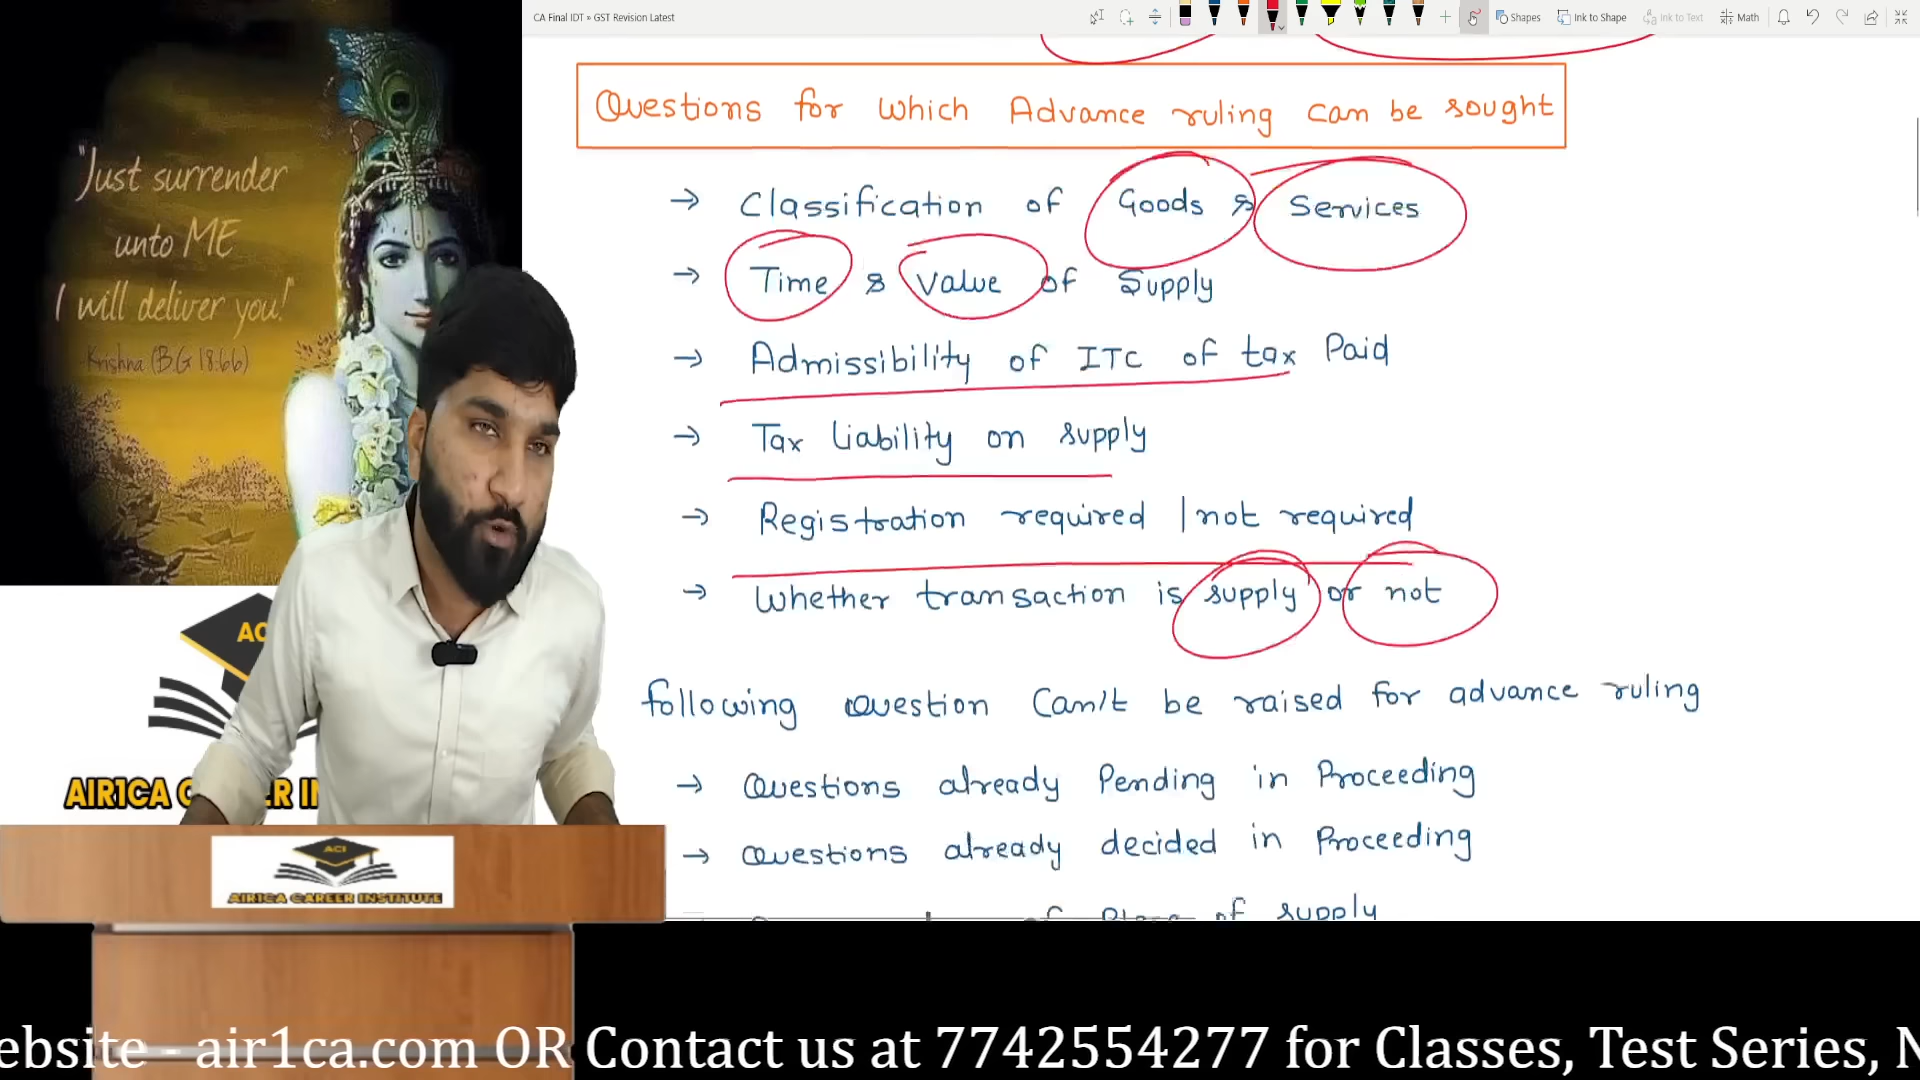 CA Final IDT » GST Revision Latest
Shapes Ink to Shape Ink to Text Math
Questions for which Advance ruling can be sought
→ Classification of Goods & Services
→ Time & Value of Supply
→ Admissibility of ITC of tax Paid
→ Tax Liability on supply
→ Registration required | not required
→ Whether transaction is supply or not
following question Can't be raised for advance ruling
→ Questions already Pending in Proceeding
→ Questions already decided in Proceeding
of supply
"Just surrender
unto ME
I will deliver you!"
-Krishna (B.G 18:66)
AIR1CA
ACI
AIR1CA CAREER INSTITUTE
ebsite - air1ca.com OR Contact us at 7742554277 for Classes, Test Series, N